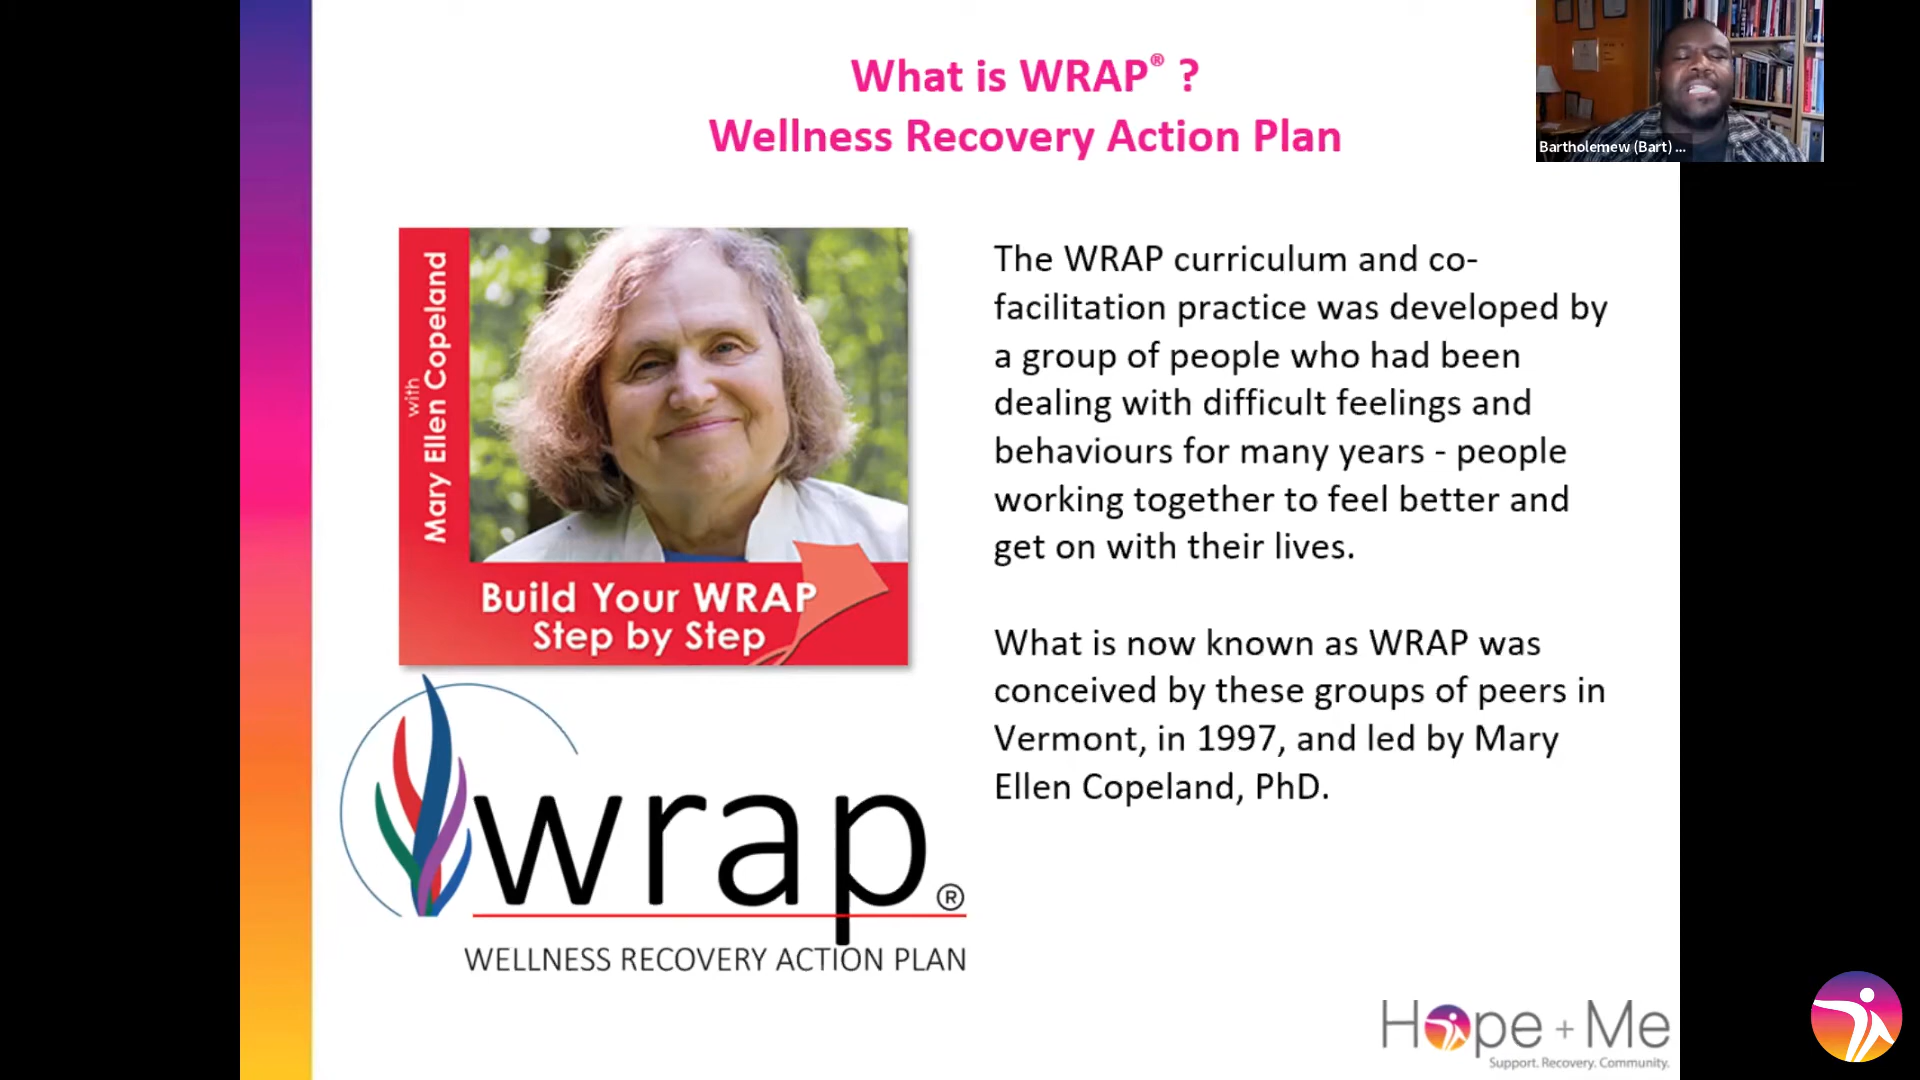 What is WRAP® ?
Wellness Recovery Action Plan
Bartholemew (Bart) ...
with
Mary Ellen Copeland
Build Your WRAP
Step by Step
The WRAP curriculum and co-
facilitation practice was developed by
a group of people who had been
dealing with difficult feelings and
behaviours for many years - people
working together to feel better and
get on with their lives.
What is now known as WRAP was
conceived by these groups of peers in
Vermont, in 1997, and led by Mary
Ellen Copeland, PhD.
wrap®
WELLNESS RECOVERY ACTION PLAN
Hope + Me
Support. Recovery. Community.